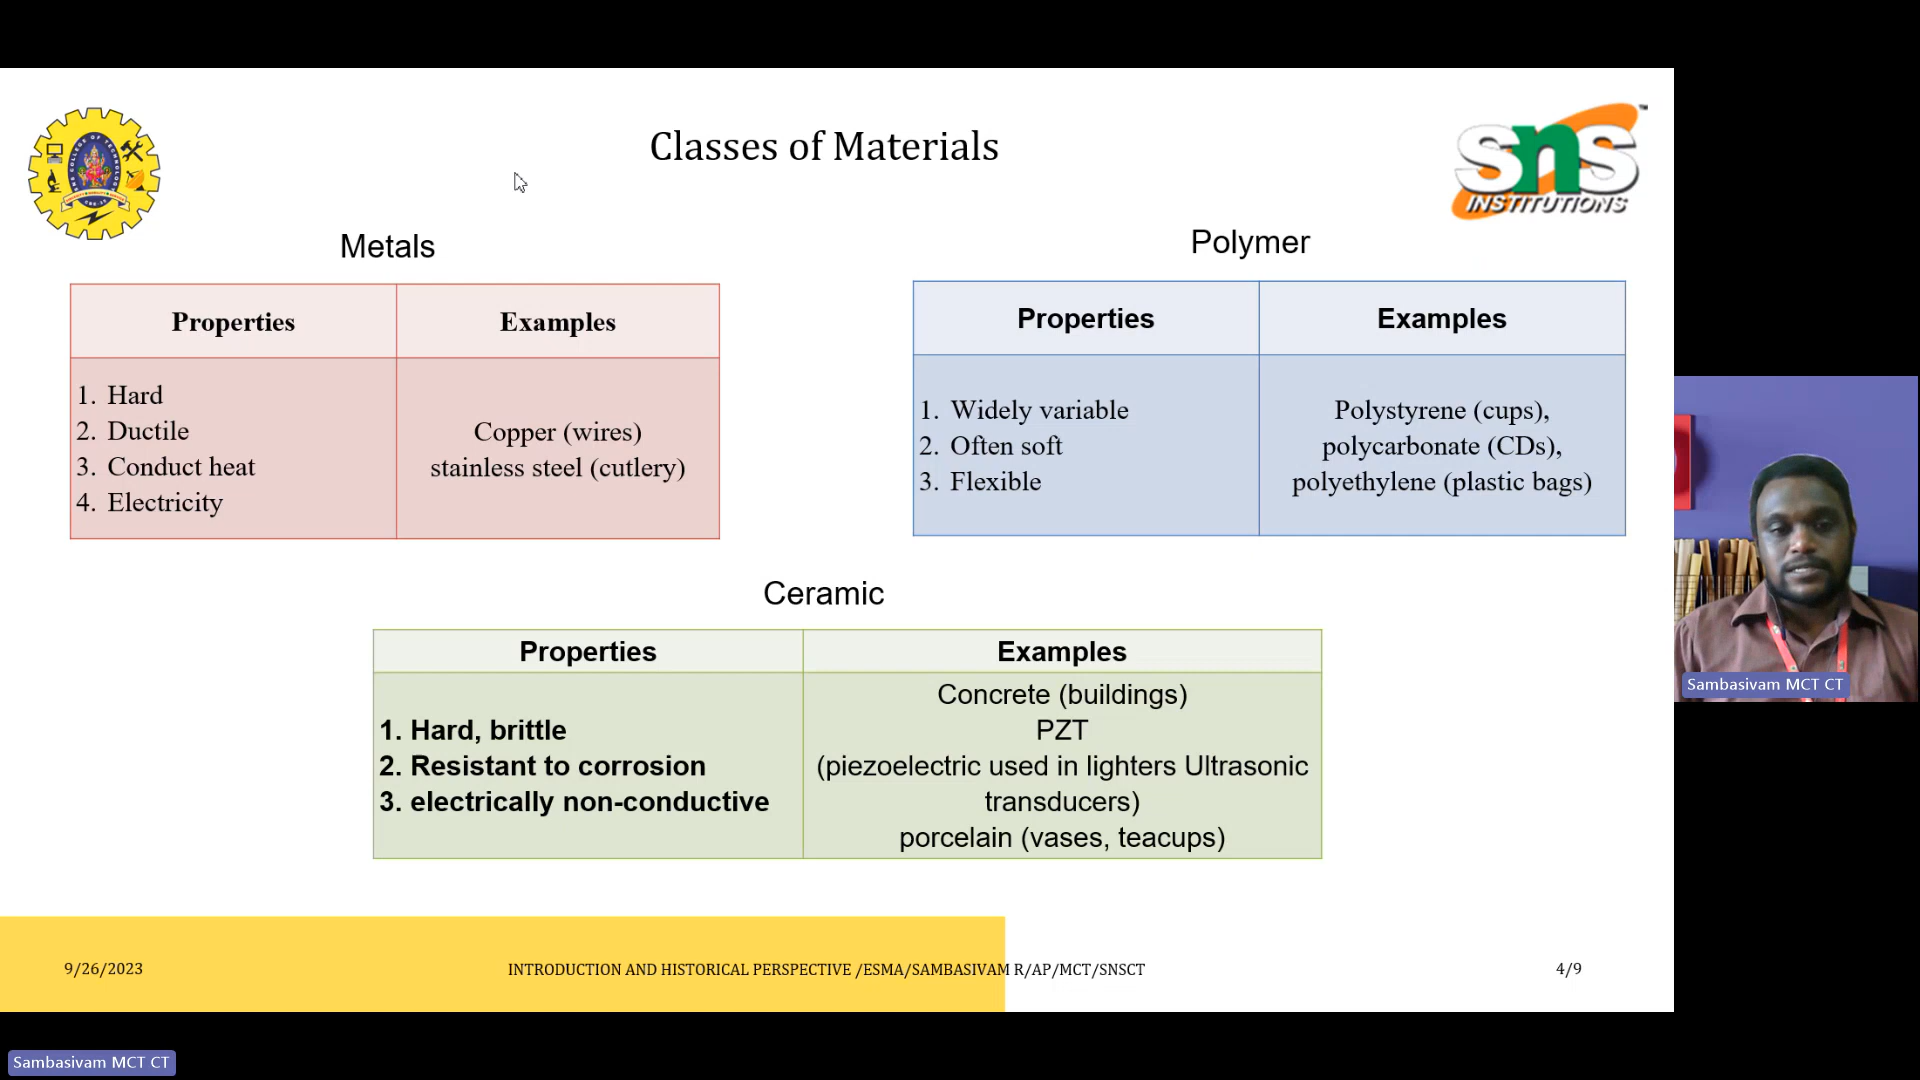 Classes of Materials
sns
INSTITUTIONS
Metals
Properties
Examples
1. Hard
2. Ductile
3. Conduct heat
4. Electricity
Copper (wires)
stainless steel (cutlery)
Polymer
Properties
Examples
1. Widely variable
2. Often soft
3. Flexible
Polystyrene (cups),
polycarbonate (CDs),
polyethylene (plastic bags)
Ceramic
Properties
Examples
1. Hard, brittle
2. Resistant to corrosion
3. electrically non-conductive
Concrete (buildings)
PZT
(piezoelectric used in lighters Ultrasonic
transducers)
porcelain (vases, teacups)
Sambasivam MCT CT
9/26/2023
INTRODUCTION AND HISTORICAL PERSPECTIVE /ESMA/SAMBASIVAM R/AP/MCT/SNSCT
4/9
Sambasivam MCT CT